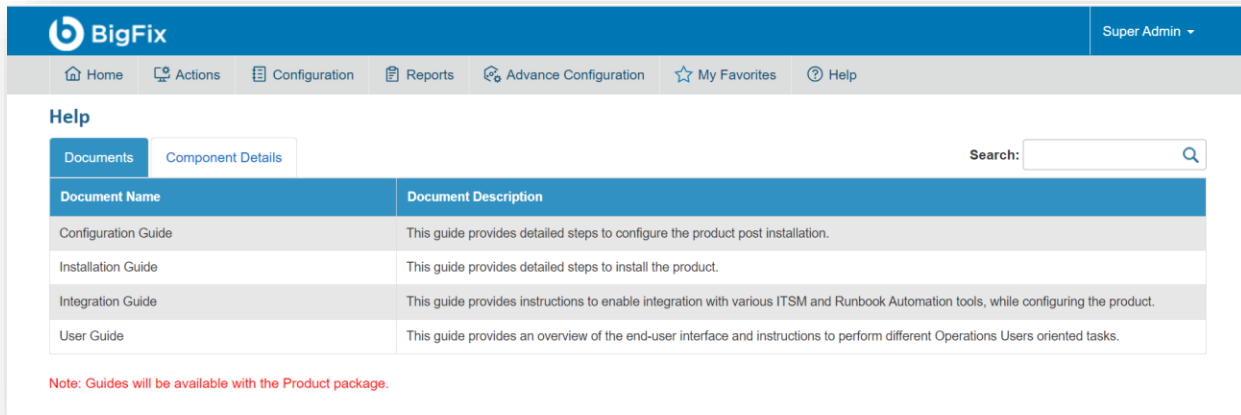 BigFix
Super Admin
Home Actions Configuration Reports Advance Configuration My Favorites Help
Help
Documents Component Details Search:
Document Name Document Description
Configuration Guide This guide provides detailed steps to configure the product post installation.
Installation Guide This guide provides detailed steps to install the product.
Integration Guide This guide provides instructions to enable integration with various ITSM and Runbook Automation tools, while configuring the product.
User Guide This guide provides an overview of the end-user interface and instructions to perform different Operations Users oriented tasks.
Note: Guides will be available with the Product package.